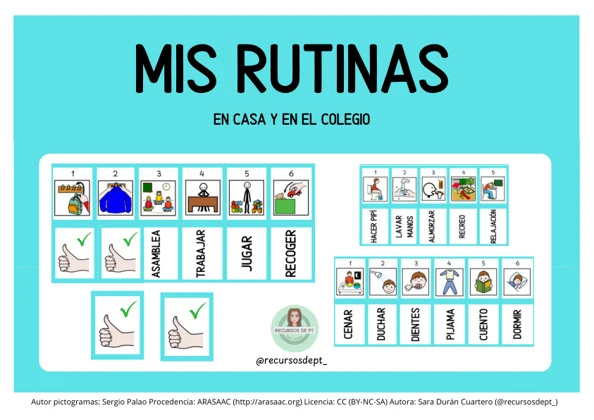 MIS RUTINAS
EN CASA Y EN EL COLEGIO
1 2 3 4 5 6
ASAMBLEA
TRABAJAR
JUGAR
RECOGER
1 2 3 4 5
HACER PIPÍ
LAVAR MANOS
ALMORZAR
RECREO
RELAJACIÓN
1 2 3 4 5 6
CENAR
DUCHAR
DIENTES
PIJAMA
CUENTO
DORMIR
RECURSOS DE PT
@recursosdept_
Autor pictogramas: Sergio Palao Procedencia: ARASAAC (http://arasaac.org) Licencia: CC (BY-NC-SA) Autora: Sara Durán Cuartero (@recursosdept_)